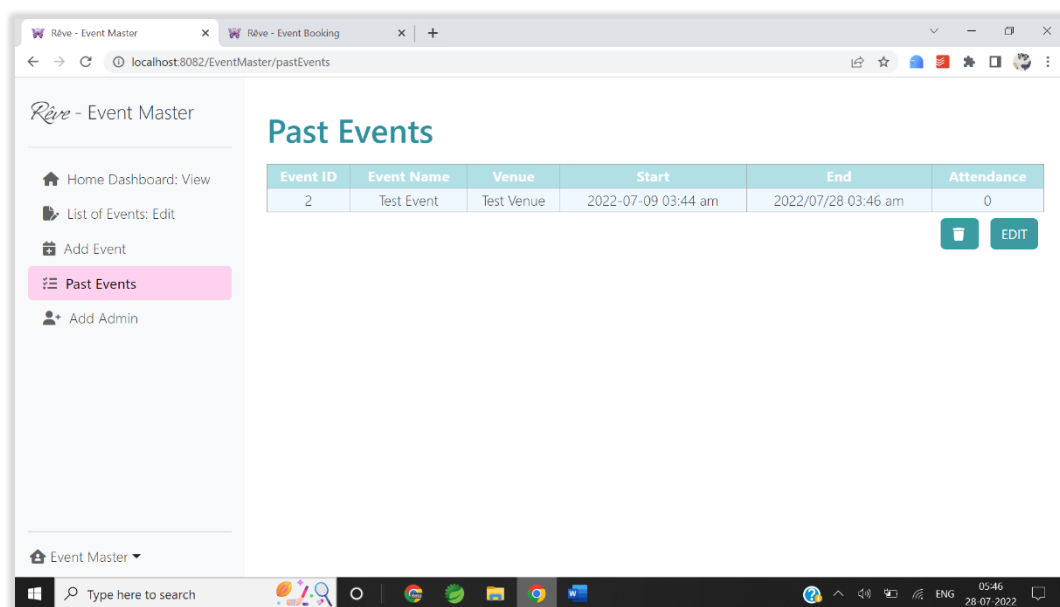 Rêve - Event Master
Rêve - Event Booking
localhost:8082/EventMaster/pastEvents
Rêve - Event Master
Home Dashboard: View
List of Events: Edit
Add Event
Past Events
Add Admin
Event Master
Past Events
Event ID Event Name Venue Start End Attendance
2 Test Event Test Venue 2022-07-09 03:44 am 2022/07/28 03:46 am 0
EDIT
Type here to search
ENG
05:46
28-07-2022